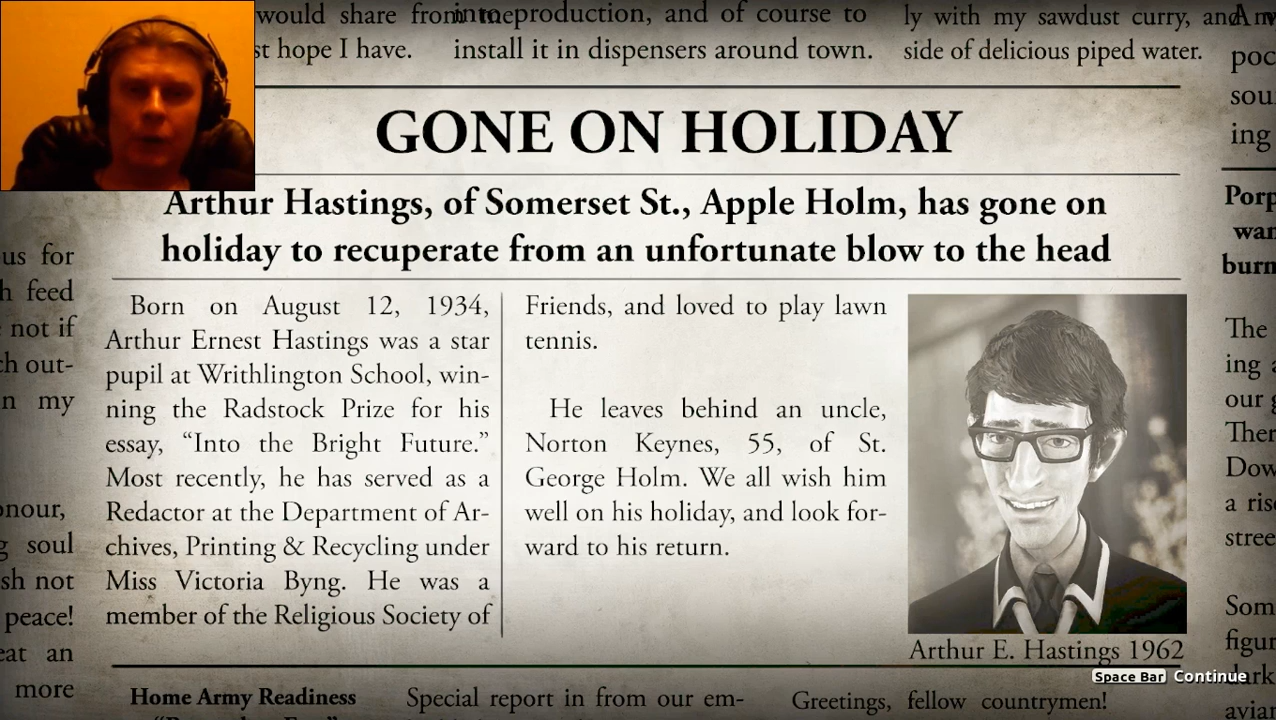 would share from me
st hope I have.
into production, and of course to
install it in dispensers around town.
ly with my sawdust curry, and
side of delicious piped water.
poc
sou
ing
GONE ON HOLIDAY
Arthur Hastings, of Somerset St., Apple Holm, has gone on
holiday to recuperate from an unfortunate blow to the head
us for
h feed
not if
ch out-
n my
onour,
g soul
sh not
peace!
eat an
more
Born on August 12, 1934,
Arthur Ernest Hastings was a star
pupil at Writhlington School, win-
ning the Radstock Prize for his
essay, “Into the Bright Future.”
Most recently, he has served as a
Redactor at the Department of Ar-
chives, Printing & Recycling under
Miss Victoria Byng. He was a
member of the Religious Society of
Friends, and loved to play lawn
tennis.
He leaves behind an uncle,
Norton Keynes, 55, of St.
George Holm. We all wish him
well on his holiday, and look for-
ward to his return.
Arthur E. Hastings 1962
Porp
wan
burn
The
ing a
our g
Ther
Dow
a rise
stree
Som
figur
dark
avian
Space Bar Continue
Home Army Readiness
Special report in from our em-
Greetings, fellow countrymen!